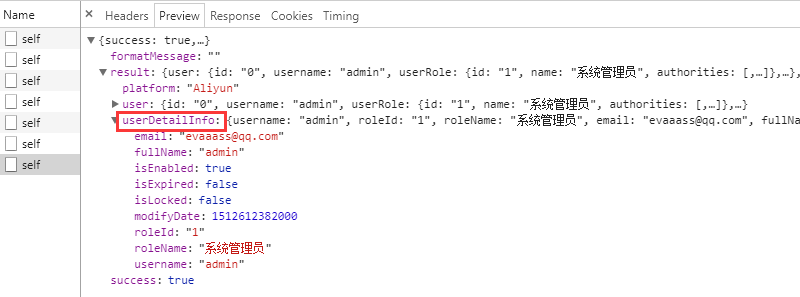 Name
× Headers Preview Response Cookies Timing
self
self
self
self
self
self
self
▼{success: true,…}
formatMessage: ""
▼result: {user: {id: "0", username: "admin", userRole: {id: "1", name: "系统管理员", authorities: [,…]},…},…
platform: "Aliyun"
▶user: {id: "0", username: "admin", userRole: {id: "1", name: "系统管理员", authorities: [,…]},…}
▼userDetailInfo: {username: "admin", roleId: "1", roleName: "系统管理员", email: "evaaass@qq.com", fullNam
email: "evaaass@qq.com"
fullName: "admin"
isEnabled: true
isExpired: false
isLocked: false
modifyDate: 1512612382000
roleId: "1"
roleName: "系统管理员"
username: "admin"
success: true